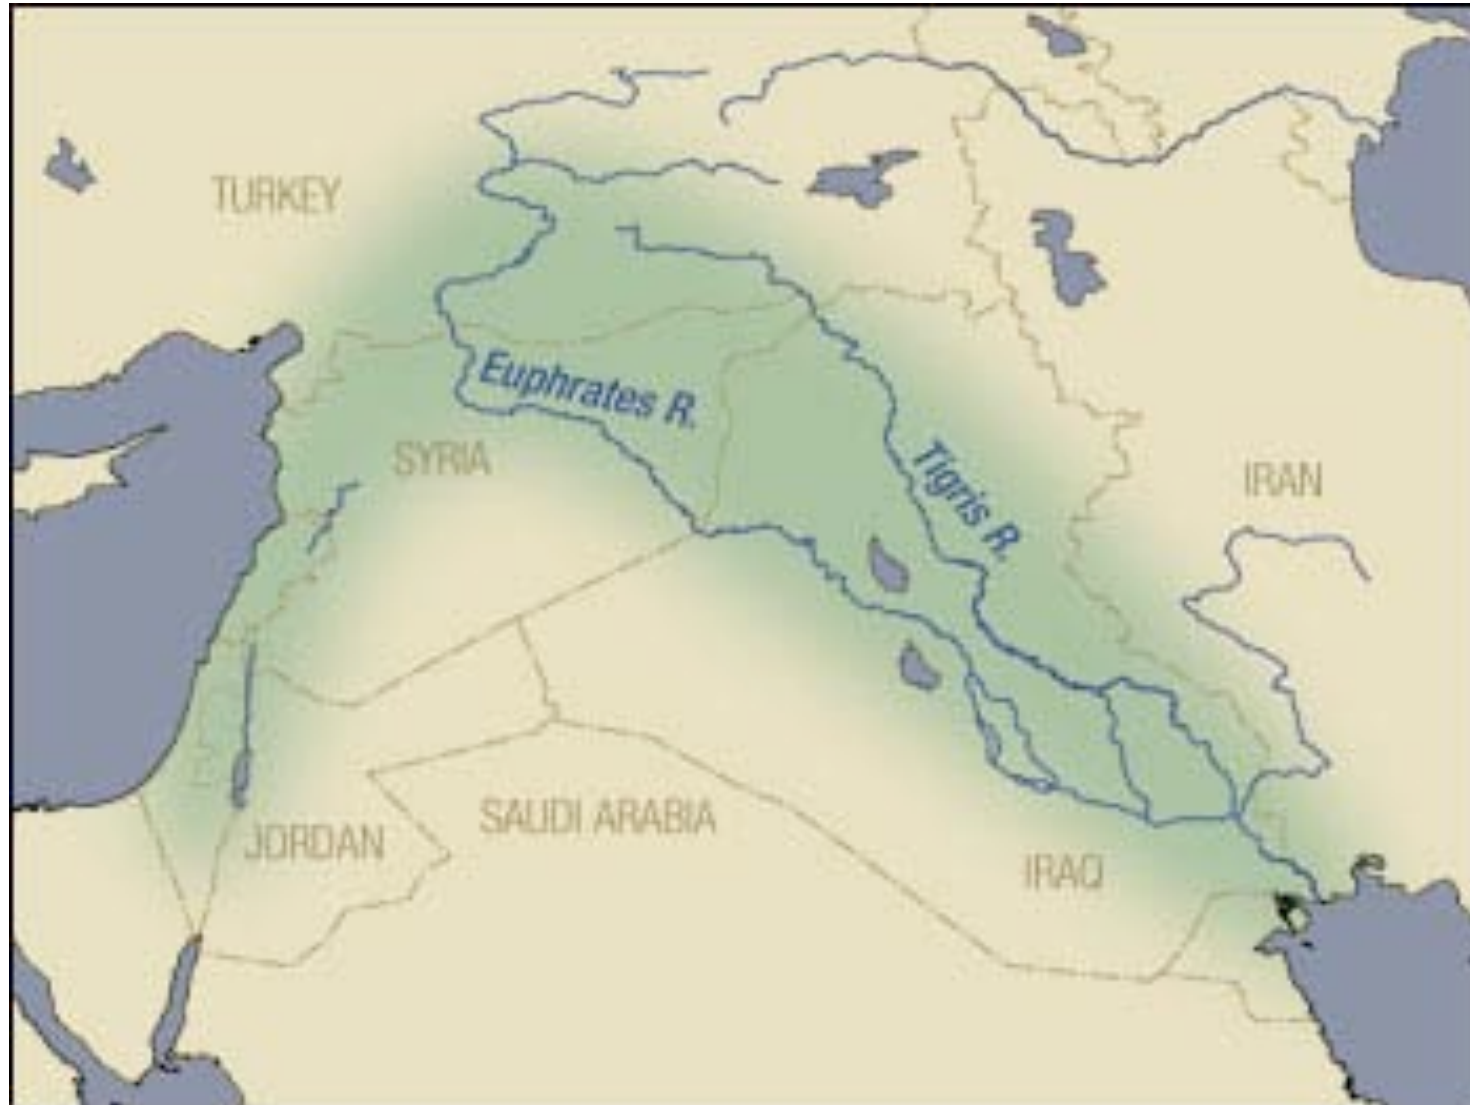 TURKEY
Euphrates R.
SYRIA
Tigris R.
IRAN
SAUDI ARABIA
JORDAN
IRAQ